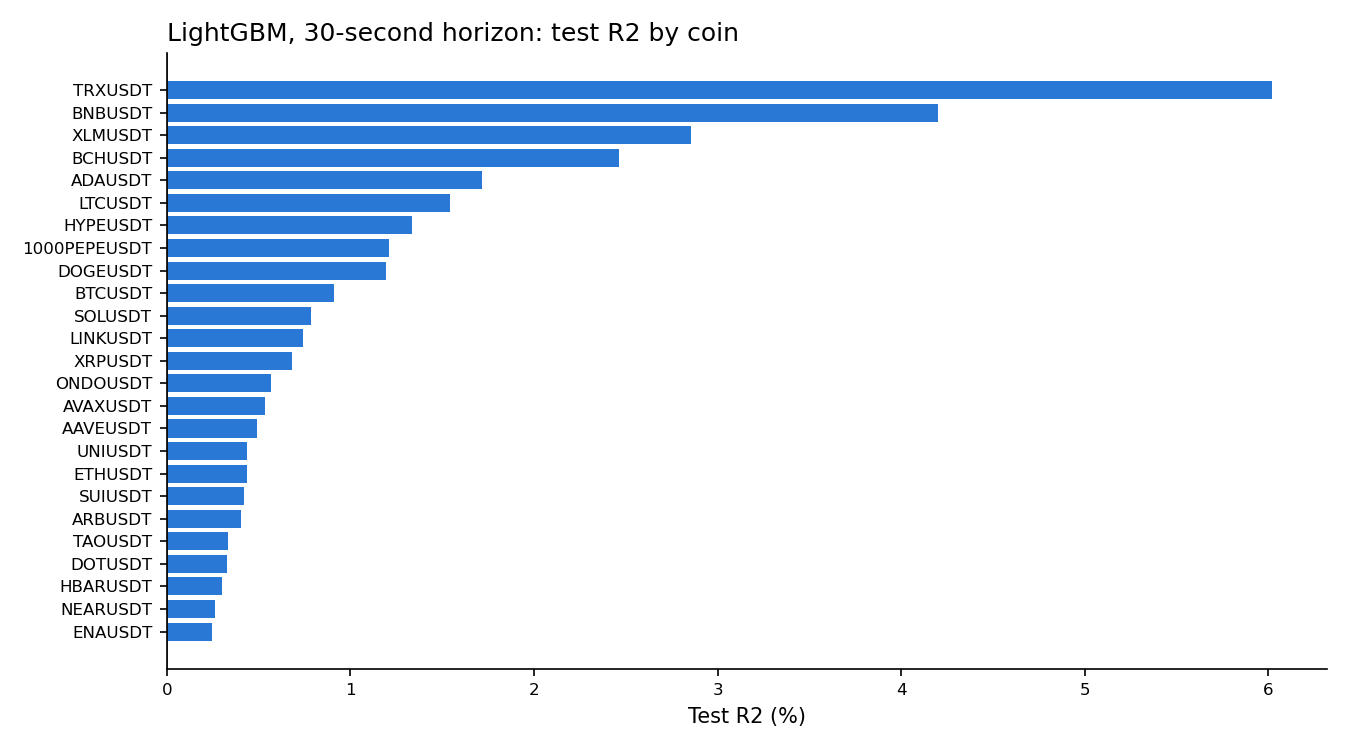 LightGBM, 30-second horizon: test R2 by coin
TRXUSDT
BNBUSDT
XLMUSDT
BCHUSDT
ADAUSDT
LTCUSDT
HYPEUSDT
1000PEPEUSDT
DOGEUSDT
BTCUSDT
SOLUSDT
LINKUSDT
XRPUSDT
ONDOUSDT
AVAXUSDT
AAVEUSDT
UNIUSDT
ETHUSDT
SUIUSDT
ARBUSDT
TAOUSDT
DOTUSDT
HBARUSDT
NEARUSDT
ENAUSDT
0 1 2 3 4 5 6
Test R2 (%)